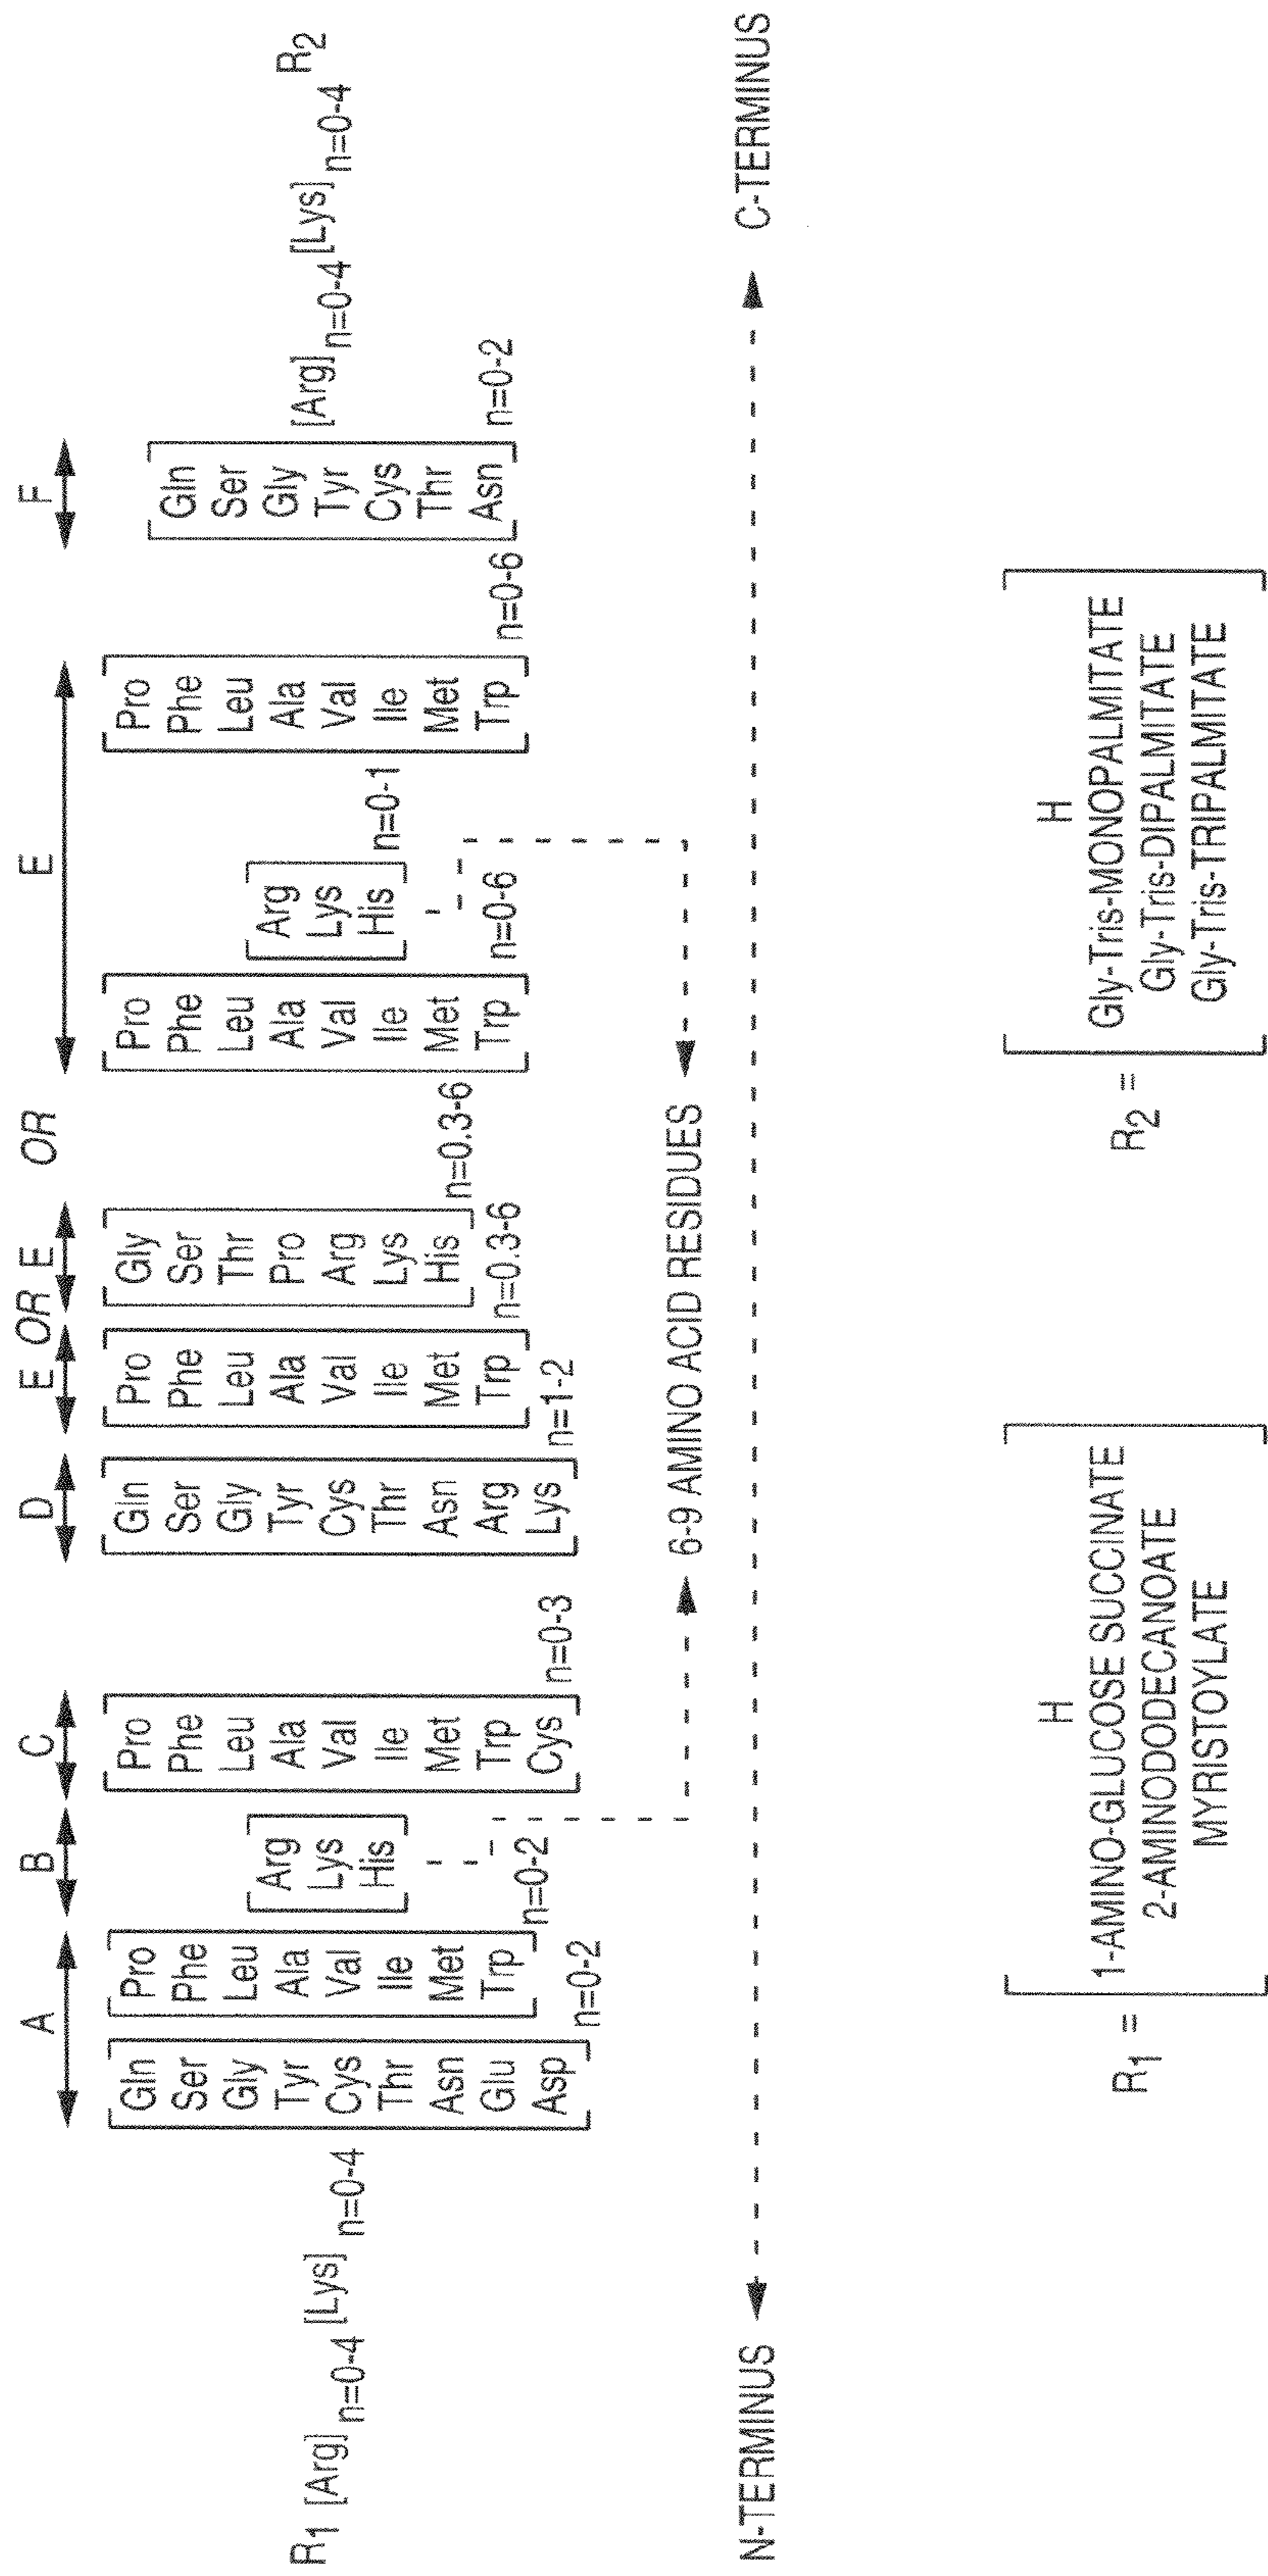 A B C D E OR E OR E F
R1 [Arg]n=0-4 [Lys]n=0-4
Gln
Ser
Gly
Tyr
Cys
Thr
Asn
Glu
Asp
n=0-2
Pro
Phe
Leu
Ala
Val
Ile
Met
Trp
n=0-2
Arg
Lys
His
Pro
Phe
Leu
Ala
Val
Ile
Met
Trp
Cys
n=0-3
Gln
Ser
Gly
Tyr
Cys
Thr
Asn
Arg
Lys
n=1-2
Pro
Phe
Leu
Ala
Val
Ile
Met
Trp
n=0.3-6
Gly
Ser
Thr
Pro
Arg
Lys
His
n=0.3-6
Pro
Phe
Leu
Ala
Val
Ile
Met
Trp
n=0-6
Arg
Lys
His
n=0-1
Pro
Phe
Leu
Ala
Val
Ile
Met
Trp
n=0-6
Gln
Ser
Gly
Tyr
Cys
Thr
Asn
n=0-2
[Arg]n=0-4 [Lys]n=0-4 R2
6-9 AMINO ACID RESIDUES
N-TERMINUS C-TERMINUS
R1 =
H
1-AMINO-GLUCOSE SUCCINATE
2-AMINODODECANOATE
MYRISTOYLATE
R2 =
H
Gly-Tris-MONOPALMITATE
Gly-Tris-DIPALMITATE
Gly-Tris-TRIPALMITATE